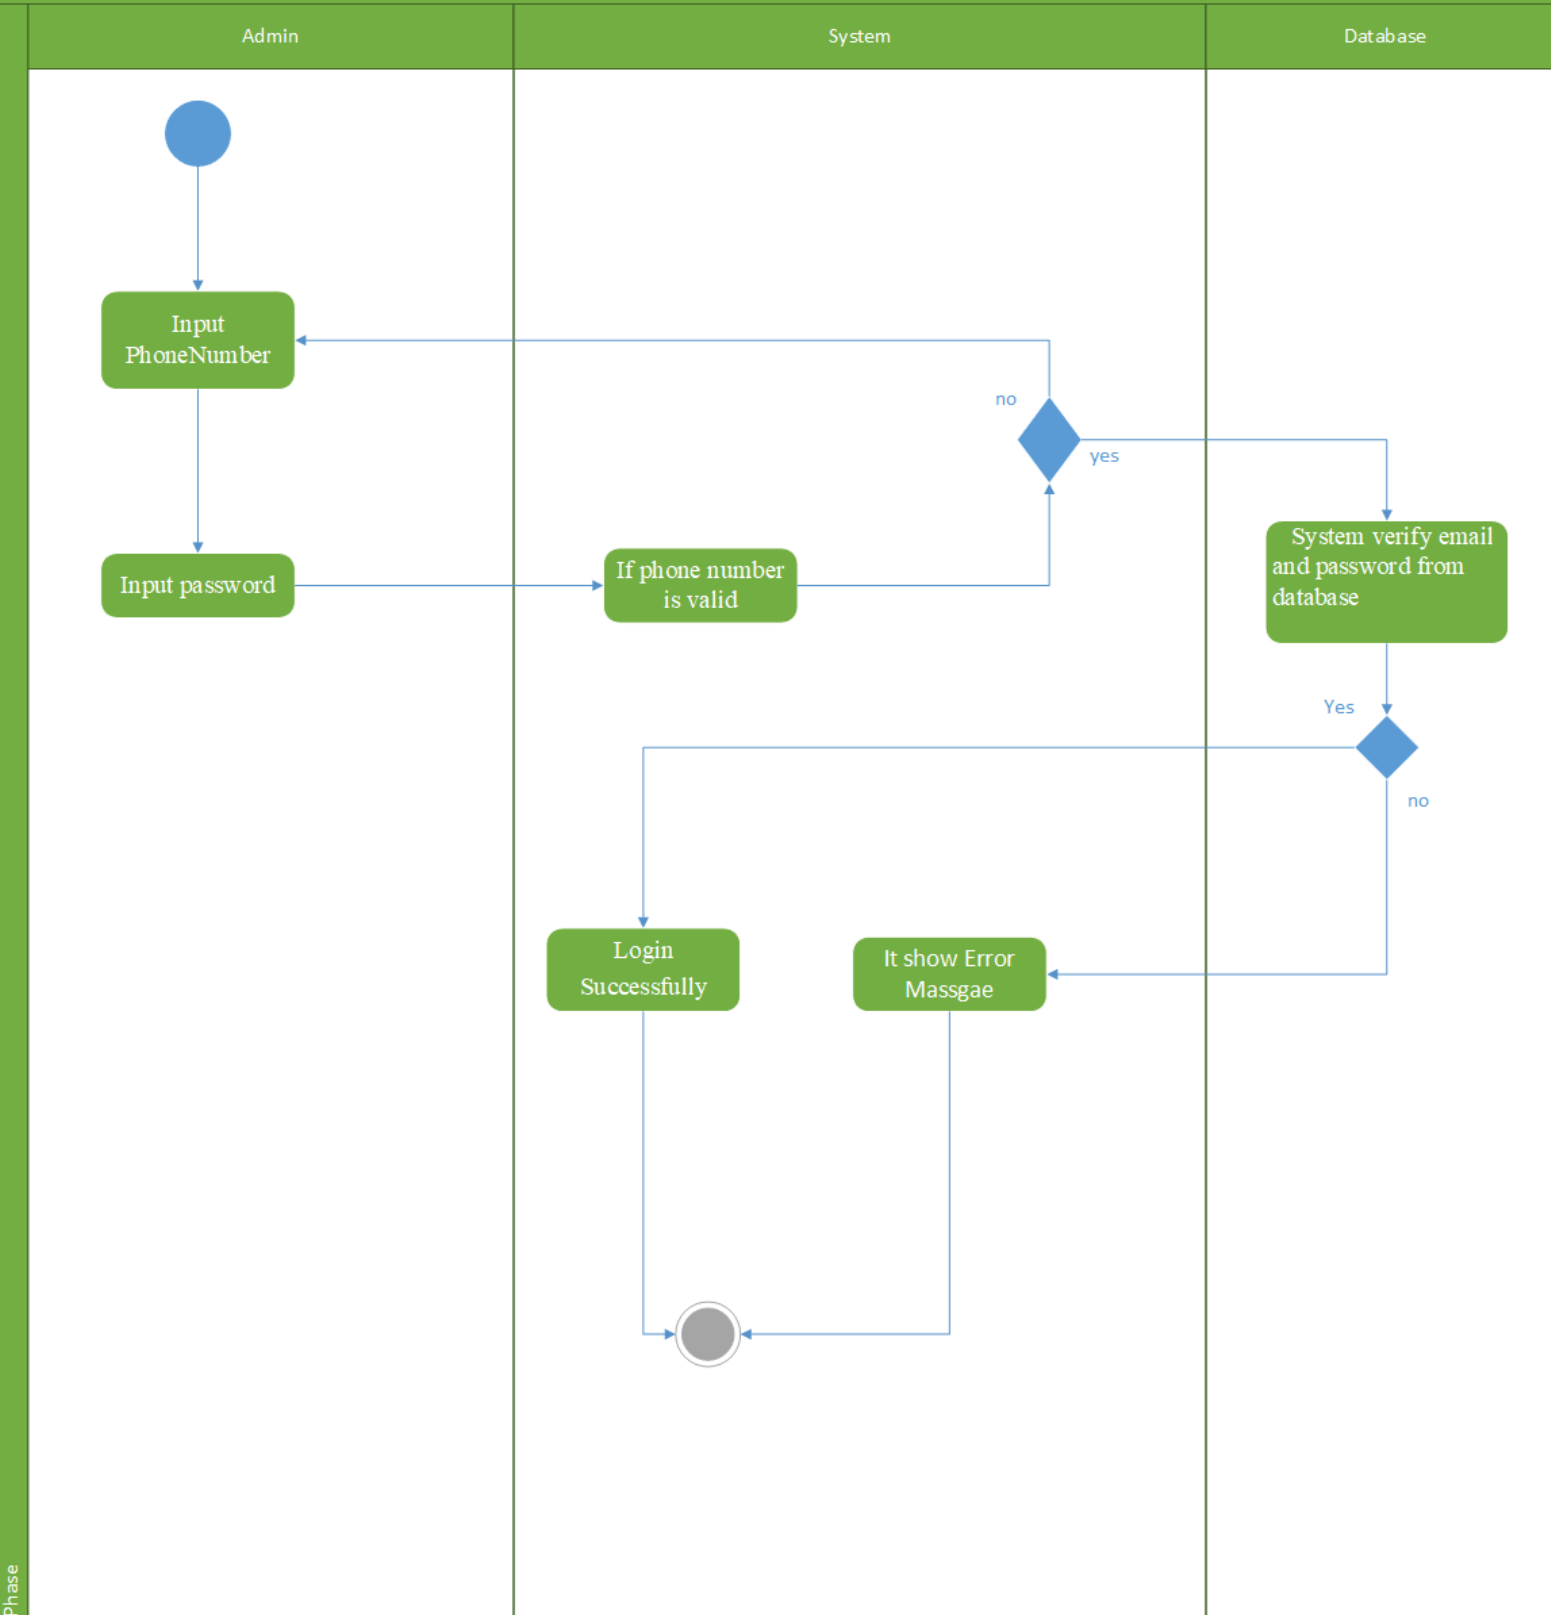 Admin
System
Database
Input
PhoneNumber
no
yes
Input password
If phone number
is valid
System verify email
and password from
database
Yes
no
Login
Successfully
It show Error
Massgae
Phase